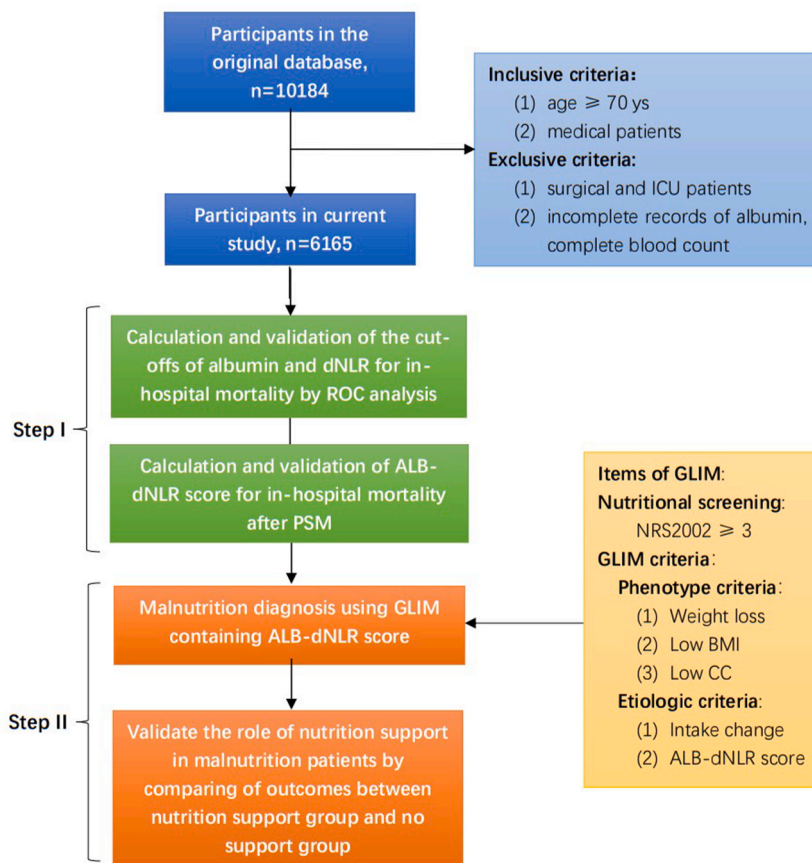 Participants in the
original database,
n=10184
Inclusive criteria:
(1) age ≥ 70 ys
(2) medical patients
Exclusive criteria:
(1) surgical and ICU patients
(2) incomplete records of albumin,
complete blood count
Participants in current
study, n=6165
Step I
Calculation and validation of the cut-
offs of albumin and dNLR for in-
hospital mortality by ROC analysis
Calculation and validation of ALB-
dNLR score for in-hospital mortality
after PSM
Items of GLIM:
Nutritional screening:
NRS2002 ≥ 3
GLIM criteria:
Phenotype criteria:
(1) Weight loss
(2) Low BMI
(3) Low CC
Etiologic criteria:
(1) Intake change
(2) ALB-dNLR score
Step II
Malnutrition diagnosis using GLIM
containing ALB-dNLR score
Validate the role of nutrition support
in malnutrition patients by
comparing of outcomes between
nutrition support group and no
support group